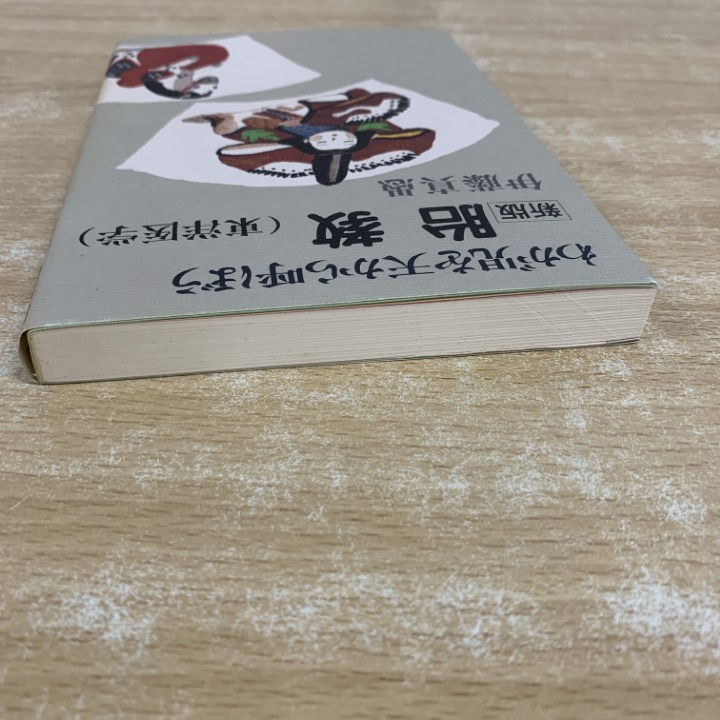 わが児を天から呼ぼう
新版
胎教(東洋医学)
伊藤真愚